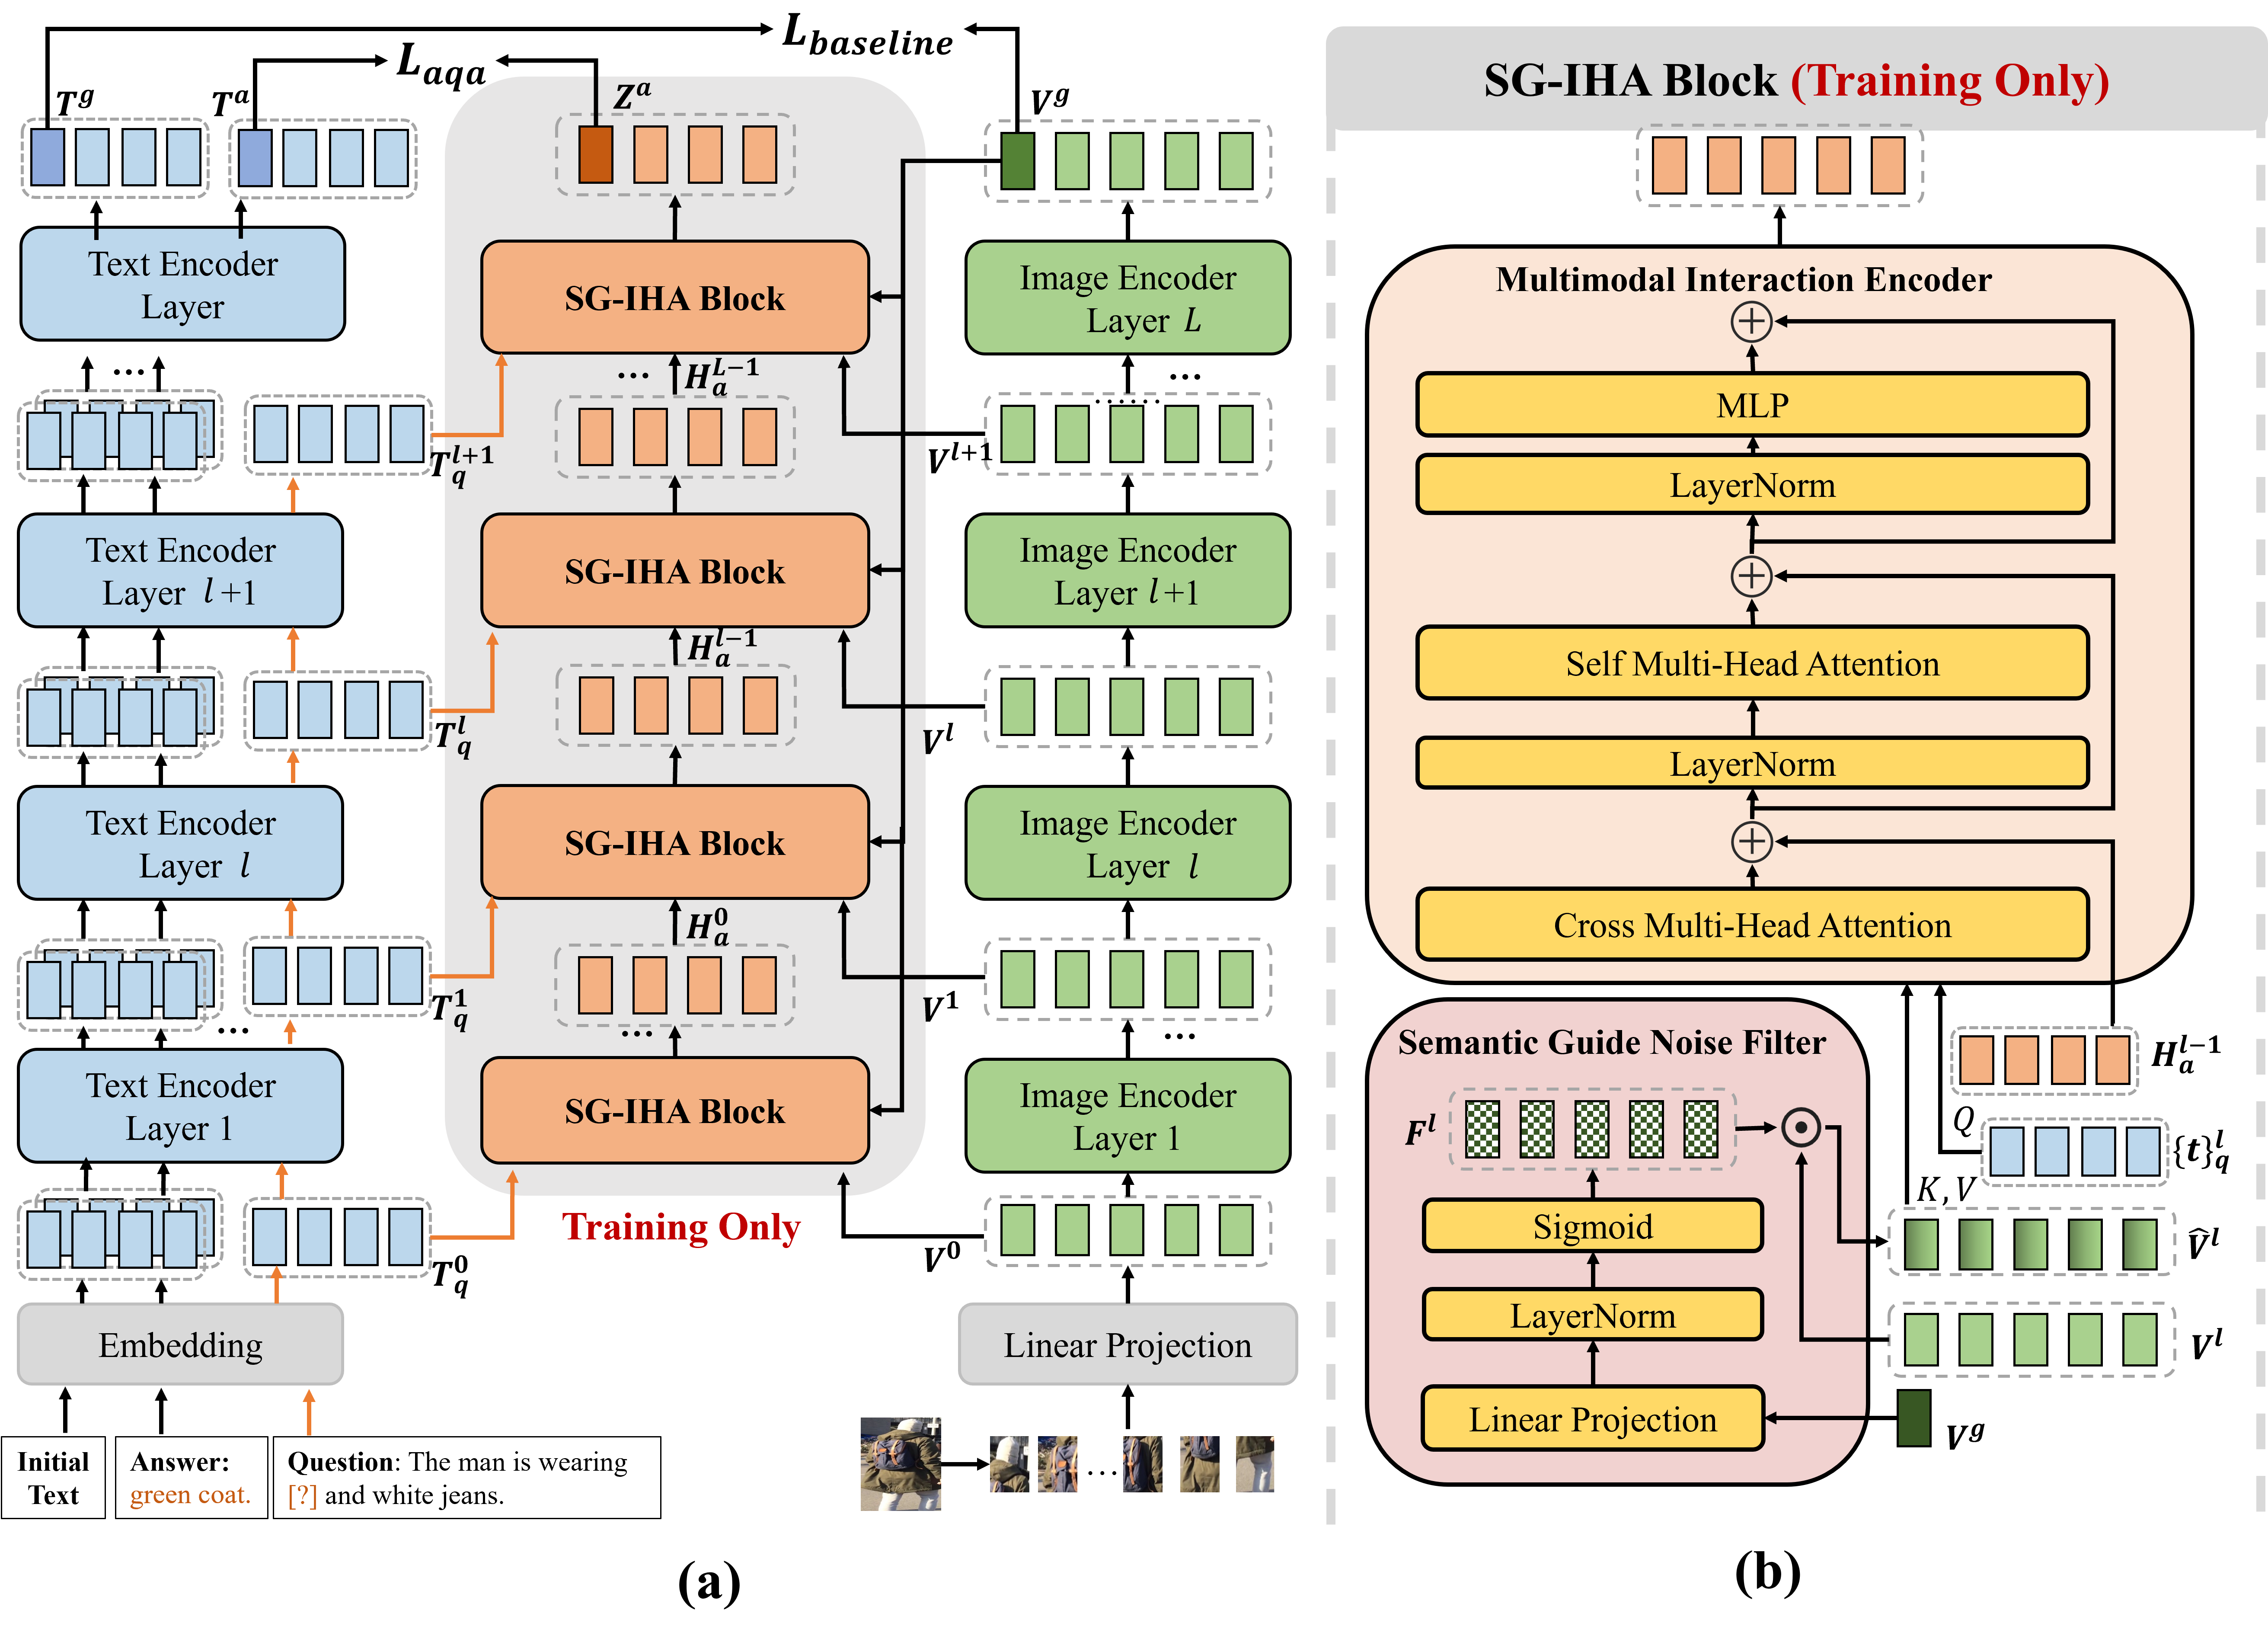 L_baseline
L_aqa
T^g
T^a
Z^a
V^g
Text Encoder
Layer
SG-IHA Block
Image Encoder
Layer L
...
...
H_a^{L-1}
...
......
T_q^{l+1}
V^{l+1}
Text Encoder
Layer l+1
SG-IHA Block
Image Encoder
Layer l+1
H_a^{l-1}
T_q^l
V^l
Text Encoder
Layer l
SG-IHA Block
Image Encoder
Layer l
H_a^0
T_q^1
V^1
...
...
...
Text Encoder
Layer 1
SG-IHA Block
Image Encoder
Layer 1
Training Only
T_q^0
V^0
Embedding
Linear Projection
Initial
Text
Answer:
green coat.
Question: The man is wearing
[?] and white jeans.
...
(a)
SG-IHA Block (Training Only)
Multimodal Interaction Encoder
MLP
LayerNorm
Self Multi-Head Attention
LayerNorm
Cross Multi-Head Attention
Semantic Guide Noise Filter
H_a^{l-1}
F^l
Q
{t}_q^l
K, V
Sigmoid
V̂^l
LayerNorm
V^l
Linear Projection
V^g
(b)